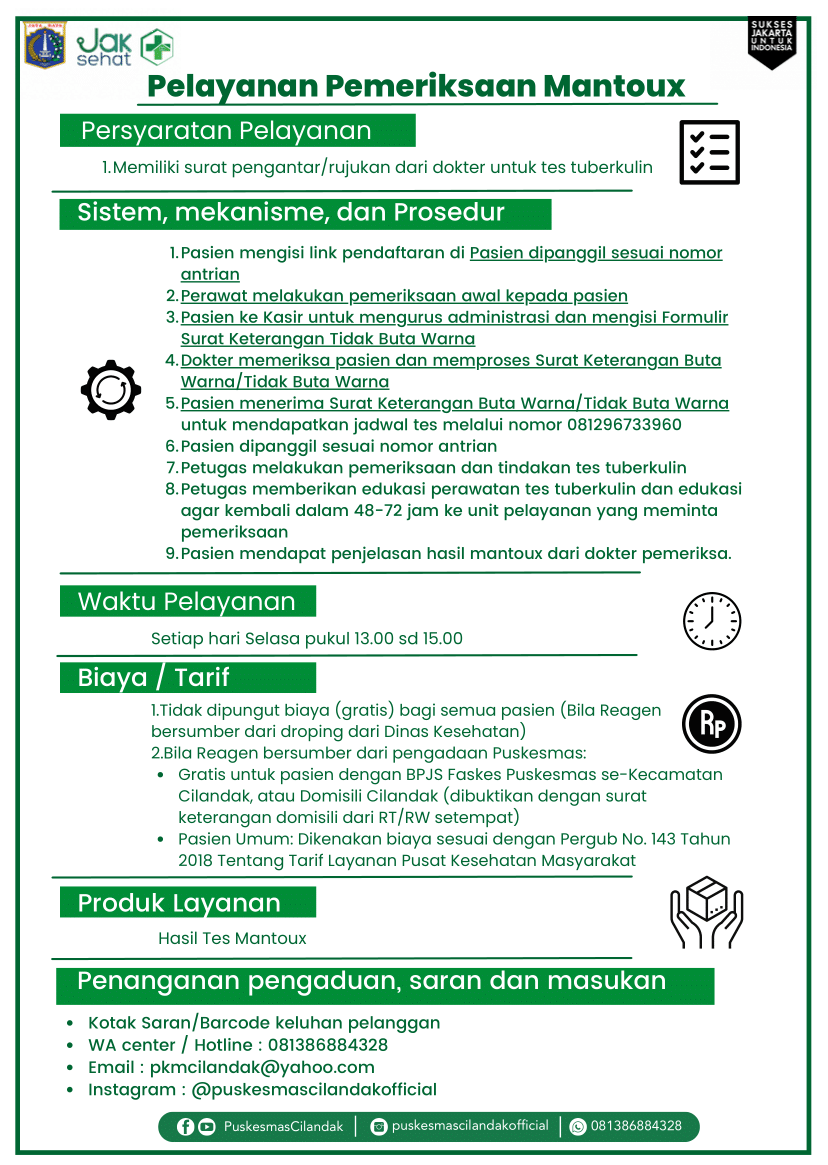 JAYA RAYA
Jak
sehat
SUKSES
JAKARTA
UNTUK
INDONESIA
Pelayanan Pemeriksaan Mantoux
Persyaratan Pelayanan
1.Memiliki surat pengantar/rujukan dari dokter untuk tes tuberkulin
Sistem, mekanisme, dan Prosedur
1.Pasien mengisi link pendaftaran di Pasien dipanggil sesuai nomor
antrian
2.Perawat melakukan pemeriksaan awal kepada pasien
3.Pasien ke Kasir untuk mengurus administrasi dan mengisi Formulir
Surat Keterangan Tidak Buta Warna
4.Dokter memeriksa pasien dan memproses Surat Keterangan Buta
Warna/Tidak Buta Warna
5.Pasien menerima Surat Keterangan Buta Warna/Tidak Buta Warna
untuk mendapatkan jadwal tes melalui nomor 081296733960
6.Pasien dipanggil sesuai nomor antrian
7.Petugas melakukan pemeriksaan dan tindakan tes tuberkulin
8.Petugas memberikan edukasi perawatan tes tuberkulin dan edukasi
agar kembali dalam 48-72 jam ke unit pelayanan yang meminta
pemeriksaan
9.Pasien mendapat penjelasan hasil mantoux dari dokter pemeriksa.
Waktu Pelayanan
Setiap hari Selasa pukul 13.00 sd 15.00
Biaya / Tarif
1.Tidak dipungut biaya (gratis) bagi semua pasien (Bila Reagen
bersumber dari droping dari Dinas Kesehatan)
2.Bila Reagen bersumber dari pengadaan Puskesmas:
• Gratis untuk pasien dengan BPJS Faskes Puskesmas se-Kecamatan
Cilandak, atau Domisili Cilandak (dibuktikan dengan surat
keterangan domisili dari RT/RW setempat)
• Pasien Umum: Dikenakan biaya sesuai dengan Pergub No. 143 Tahun
2018 Tentang Tarif Layanan Pusat Kesehatan Masyarakat
Rp
Produk Layanan
Hasil Tes Mantoux
Penanganan pengaduan, saran dan masukan
• Kotak Saran/Barcode keluhan pelanggan
• WA center / Hotline : 081386884328
• Email : pkmcilandak@yahoo.com
• Instagram : @puskesmascilandakofficial
PuskesmasCilandak | puskesmascilandakofficial | 081386884328